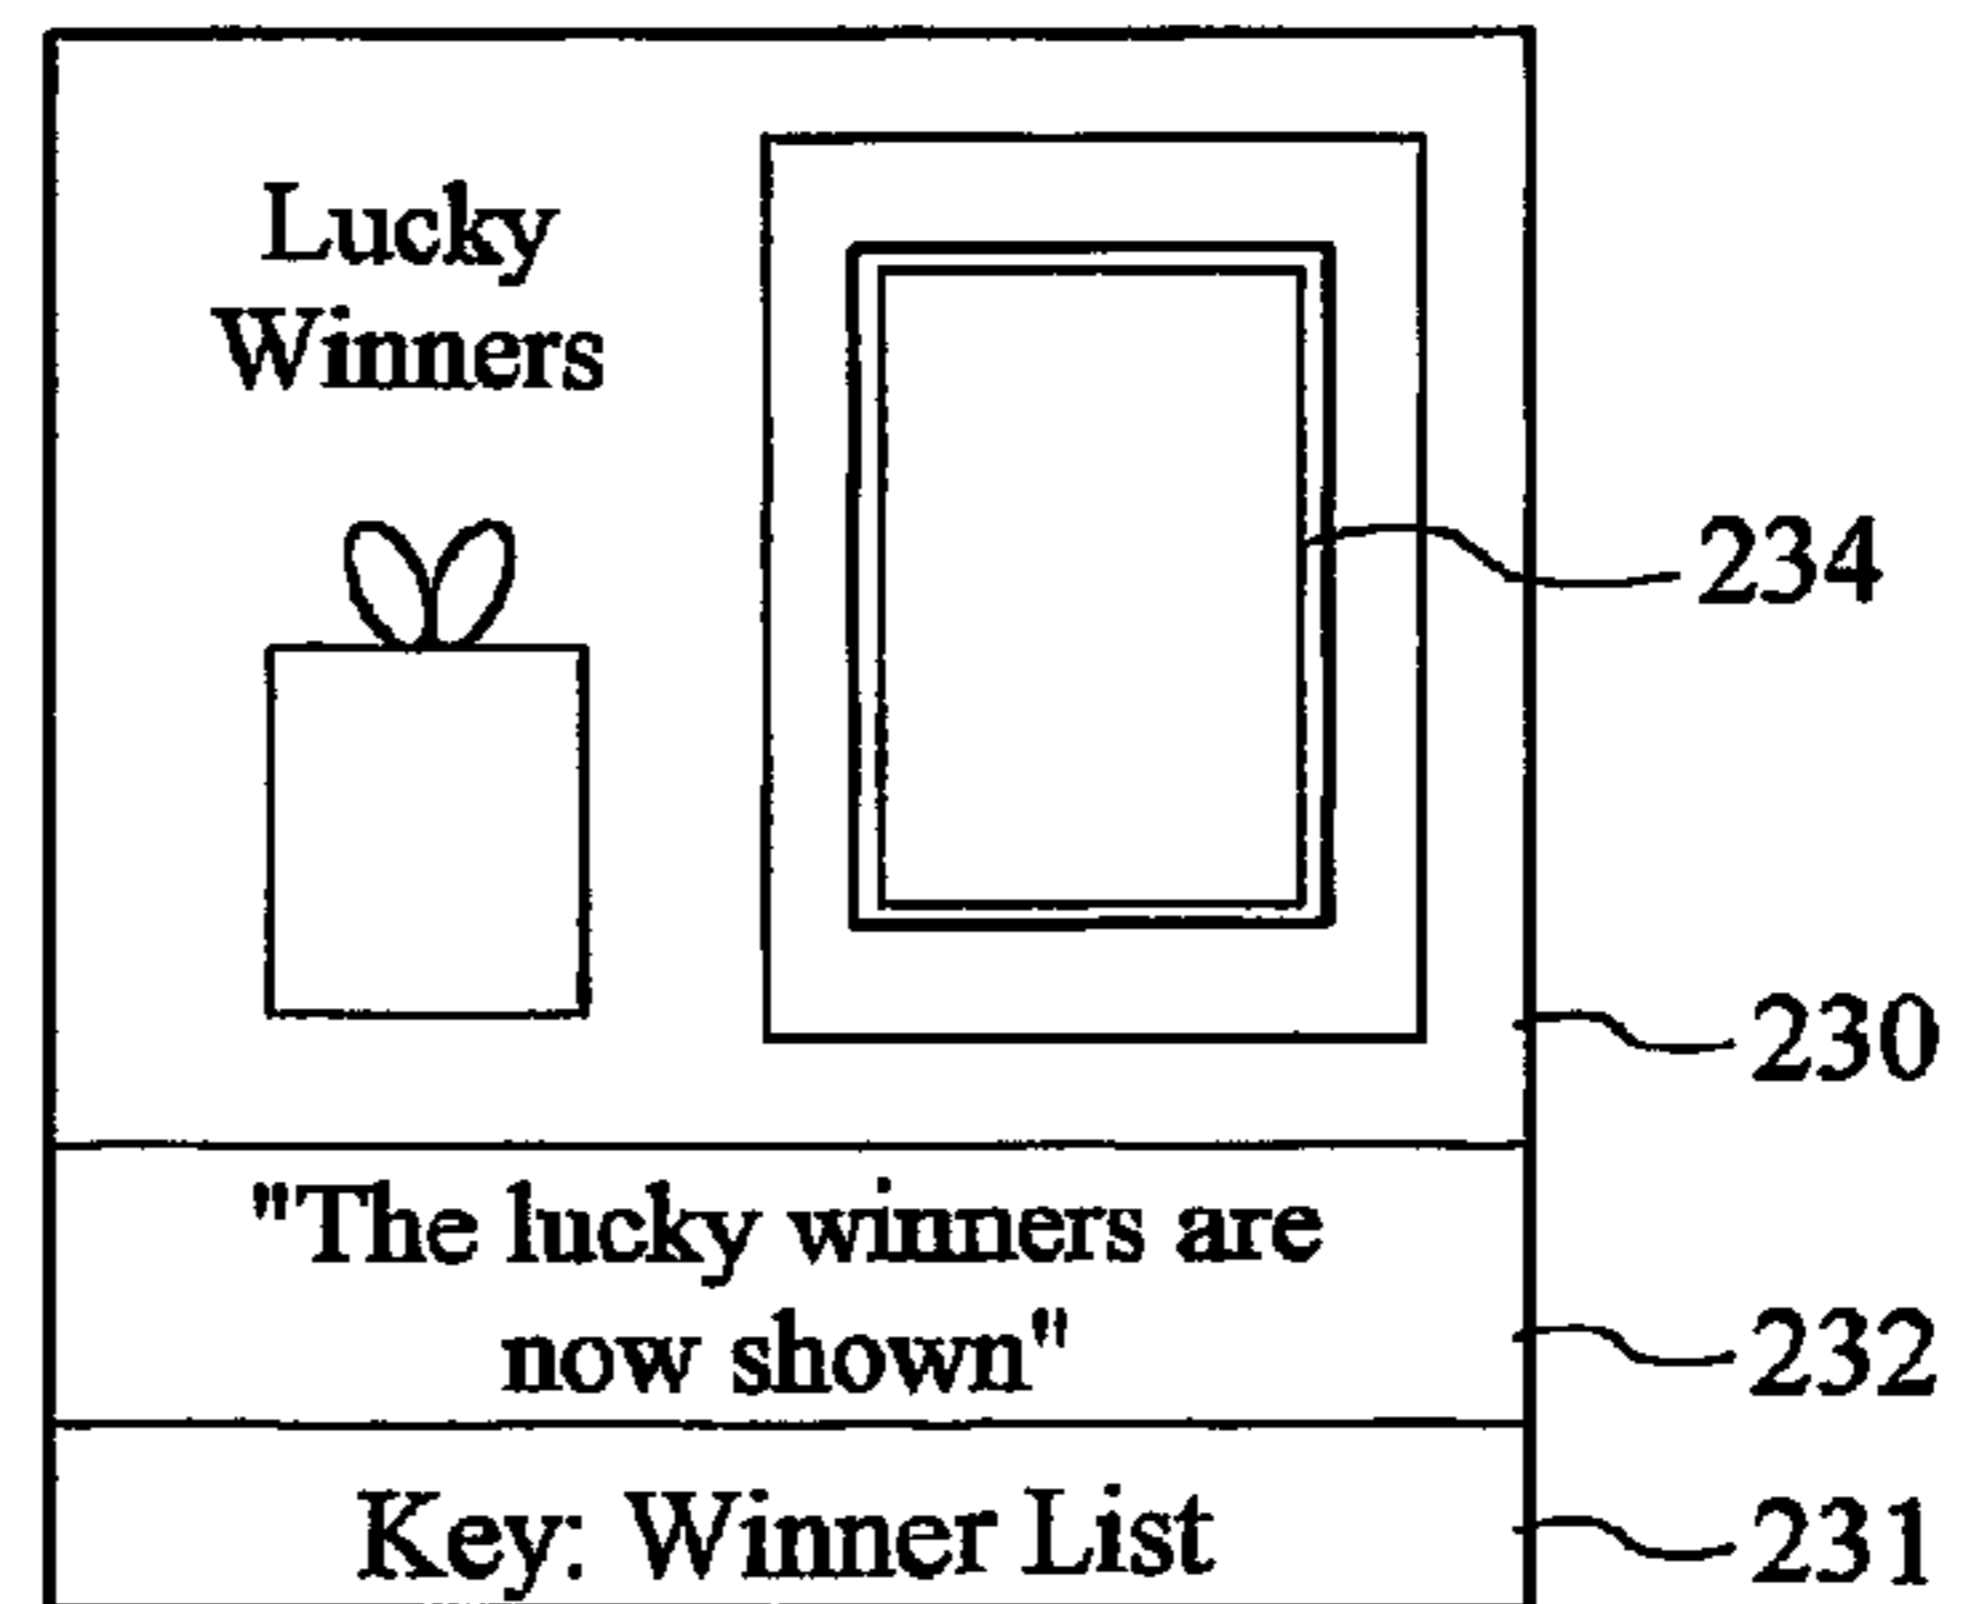 Lucky
Winners
234
230
"The lucky winners are
now shown"
232
Key: Winner List
231